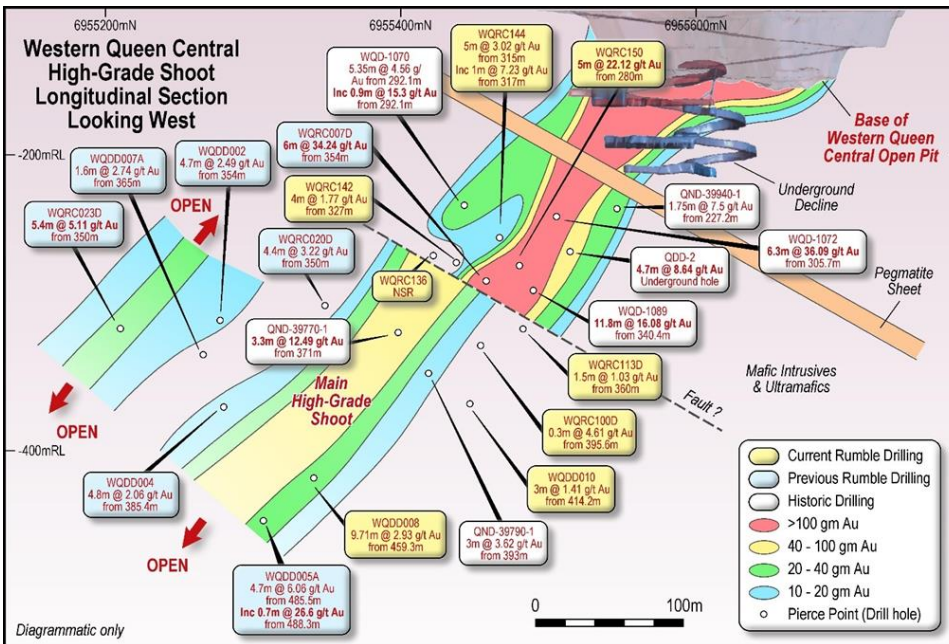 6955200mN
6955400mN
6955600mN
Western Queen Central
High-Grade Shoot
Longitudinal Section
Looking West
WQD-1070
5.35m @ 4.56 g/
Au from 292.1m
Inc 0.9m @ 15.3 g/t Au
from 292.1m
WQRC144
5m @ 3.02 g/t Au
from 315m
Inc 1m @ 7.23 g/t Au
from 317m
WQRC150
5m @ 22.12 g/t Au
from 280m
Base of
Western Queen
Central Open Pit
-200mRL
WQDD007A
1.6m @ 2.74 g/t Au
from 365m
WQDD002
4.7m @ 2.49 g/t Au
from 354m
WQRC007D
6m @ 34.24 g/t Au
from 354m
Underground
Decline
WQRC142
4m @ 1.77 g/t Au
from 327m
QND-39940-1
1.75m @ 7.5 g/t Au
from 227.2m
WQRC023D
5.4m @ 5.11 g/t Au
from 350m
OPEN
WQRC020D
4.4m @ 3.22 g/t Au
from 350m
WQD-1072
6.3m @ 36.09 g/t Au
from 305.7m
QDD-2
4.7m @ 8.64 g/t Au
Underground hole
Pegmatite
Sheet
WQRC136
NSR
WQD-1089
11.8m @ 16.08 g/t Au
from 340.4m
QND-39770-1
3.3m @ 12.49 g/t Au
from 371m
WQRC113D
1.5m @ 1.03 g/t Au
from 360m
Mafic Intrusives
& Ultramafics
Main
High-Grade
Shoot
Fault ?
OPEN
WQRC100D
0.3m @ 4.61 g/t Au
from 395.6m
-400mRL
WQDD004
4.8m @ 2.06 g/t Au
from 385.4m
WQDD010
3m @ 1.41 g/t Au
from 414.2m
WQDD008
9.71m @ 2.93 g/t Au
from 459.3m
QND-39790-1
3m @ 3.62 g/t Au
from 393m
OPEN
WQDD005A
4.7m @ 6.06 g/t Au
from 485.5m
Inc 0.7m @ 26.6 g/t Au
from 488.3m
Current Rumble Drilling
Previous Rumble Drilling
Historic Drilling
>100 gm Au
40 - 100 gm Au
20 - 40 gm Au
10 - 20 gm Au
Pierce Point (Drill hole)
0
100m
Diagrammatic only